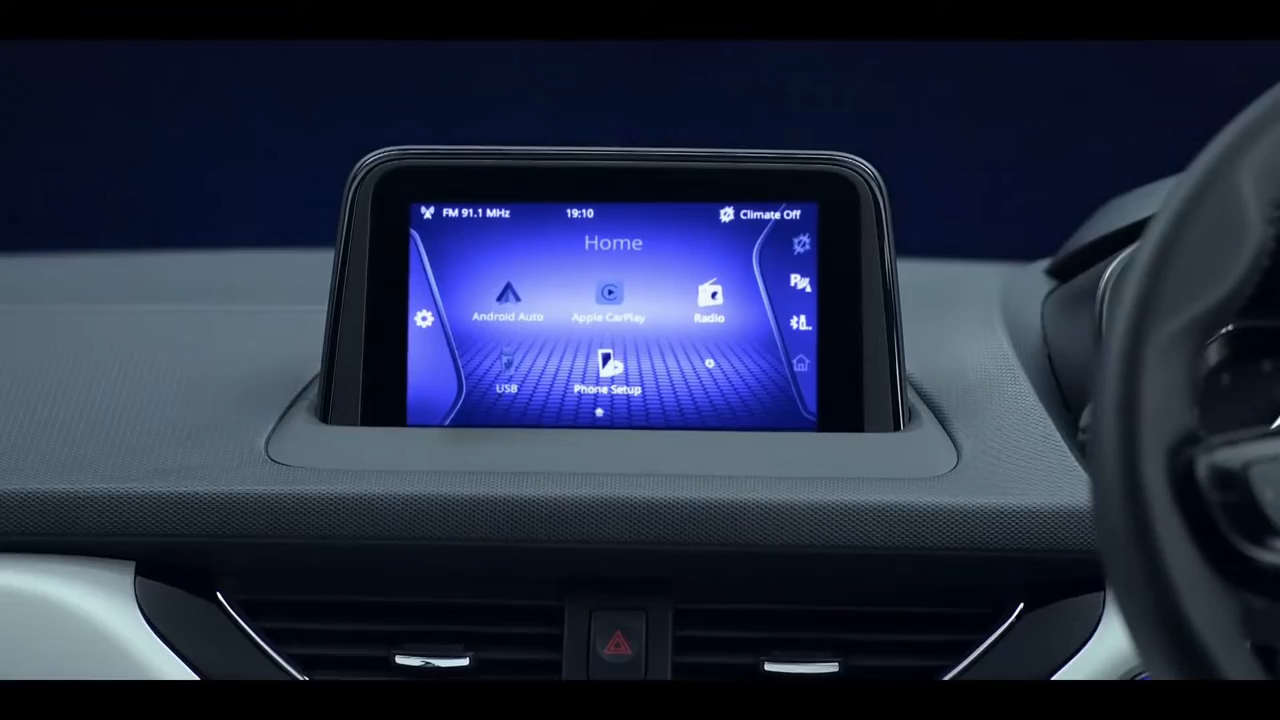 FM 91.1 MHz 19:10 Climate Off
Home
Android Auto Apple CarPlay Radio
USB Phone Setup